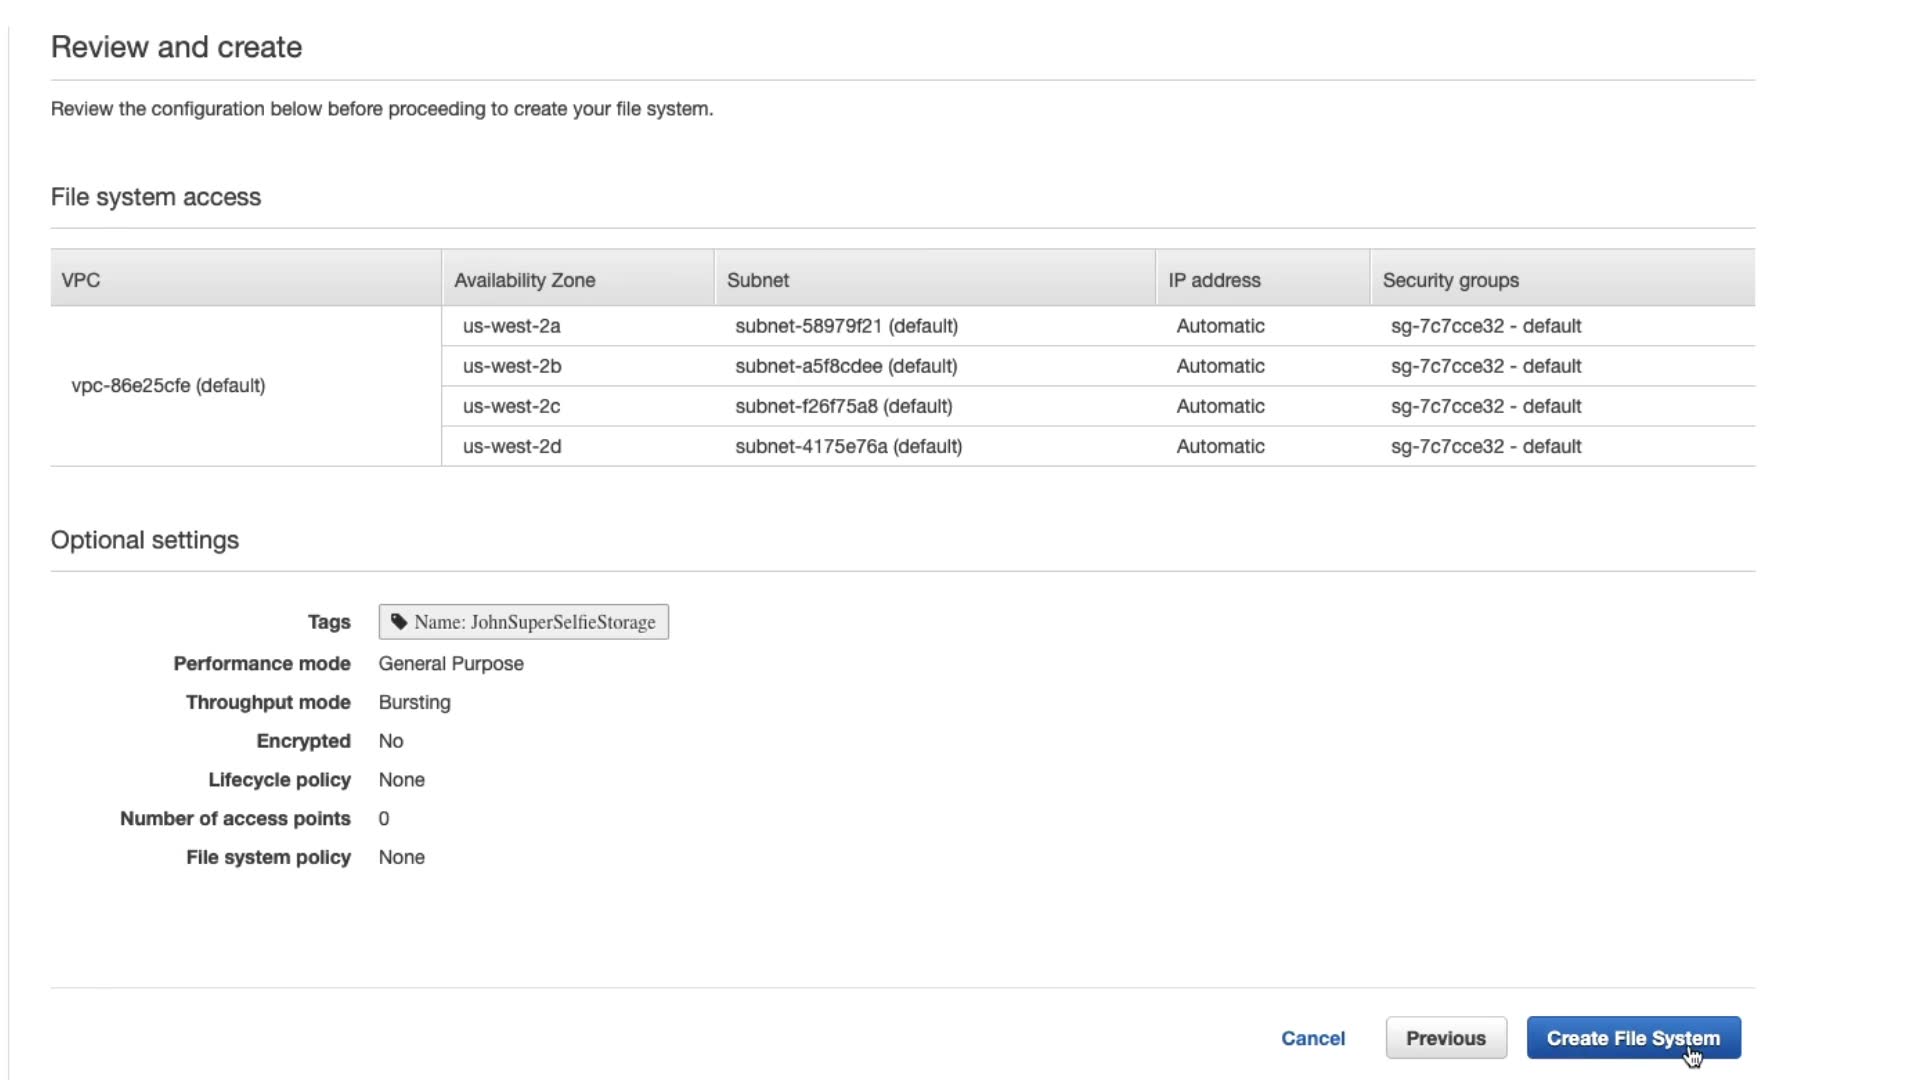 Review and create
Review the configuration below before proceeding to create your file system.
File system access
VPC Availability Zone Subnet IP address Security groups
vpc-86e25cfe (default)
us-west-2a subnet-58979f21 (default) Automatic sg-7c7cce32 - default
us-west-2b subnet-a5f8cdee (default) Automatic sg-7c7cce32 - default
us-west-2c subnet-f26f75a8 (default) Automatic sg-7c7cce32 - default
us-west-2d subnet-4175e76a (default) Automatic sg-7c7cce32 - default
Optional settings
Tags Name: JohnSuperSelfieStorage
Performance mode General Purpose
Throughput mode Bursting
Encrypted No
Lifecycle policy None
Number of access points 0
File system policy None
Cancel Previous Create File System